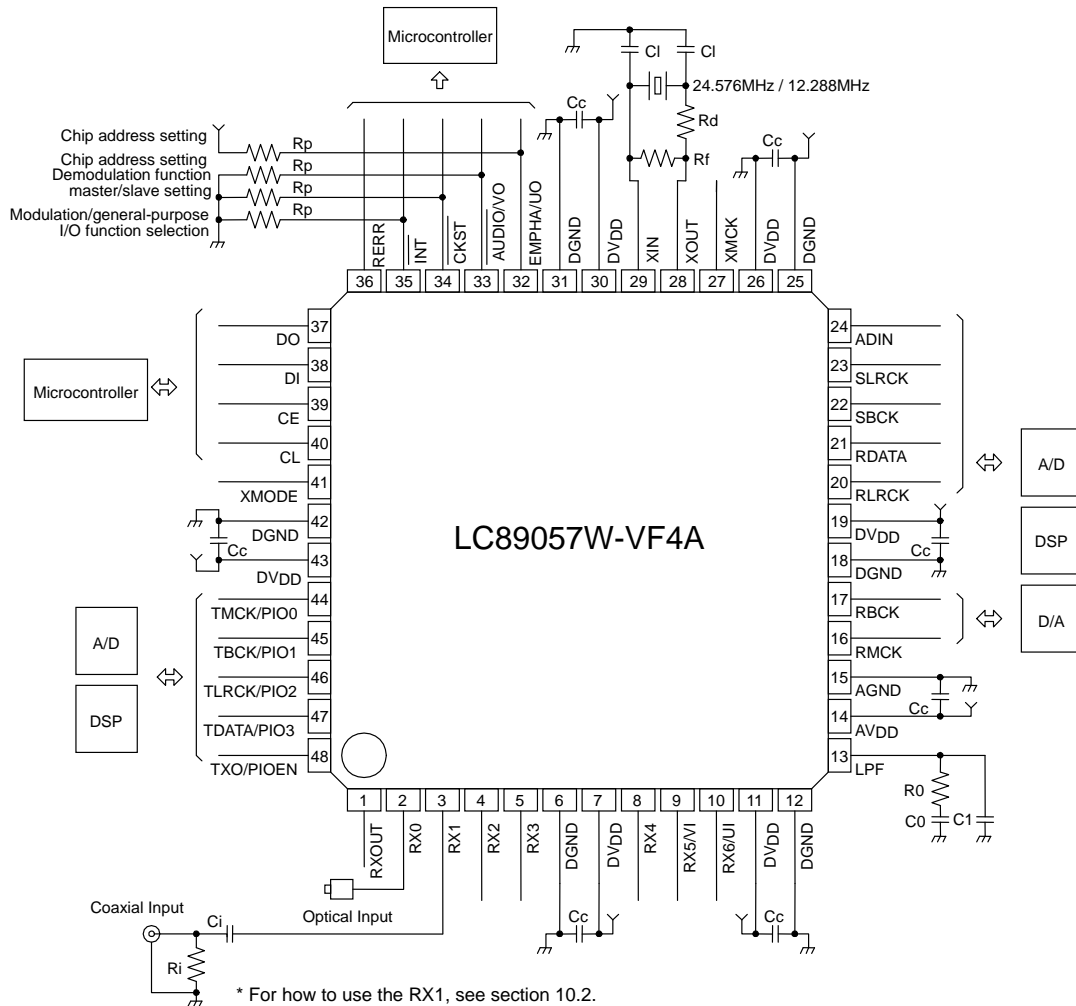 Microcontroller
Cl
Cl
24.576MHz / 12.288MHz
Cc
Rd
Cc
Rf
Chip address setting
Rp
Chip address setting
Rp
Demodulation function
master/slave setting
Rp
Modulation/general-purpose
I/O function selection
Rp
RERR
INT
CKST
AUDIO/VO
EMPHA/UO
DGND
DVDD
XIN
XOUT
XMCK
DVDD
DGND
36
35
34
33
32
31
30
29
28
27
26
25
Microcontroller
37
DO
38
DI
39
CE
40
CL
41
XMODE
42
DGND
Cc
43
DVDD
44
TMCK/PIO0
45
TBCK/PIO1
46
TLRCK/PIO2
47
TDATA/PIO3
48
TXO/PIOEN
A/D
DSP
LC89057W-VF4A
24
ADIN
23
SLRCK
22
SBCK
21
RDATA
20
RLRCK
19
DVDD
Cc
18
DGND
17
RBCK
16
RMCK
15
AGND
Cc
14
AVDD
13
LPF
R0
C0
C1
A/D
DSP
D/A
1
2
3
4
5
6
7
8
9
10
11
12
RXOUT
RX0
RX1
RX2
RX3
DGND
DVDD
RX4
RX5/VI
RX6/UI
DVDD
DGND
Coaxial Input
Ci
Optical Input
Cc
Cc
Ri
* For how to use the RX1, see section 10.2.